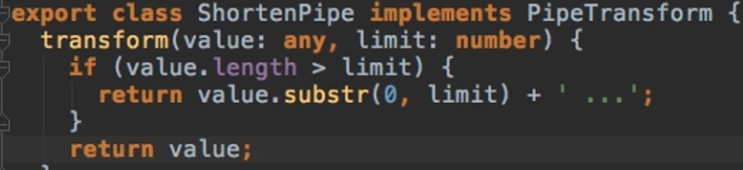 export class ShortenPipe implements PipeTransform {
transform(value: any, limit: number) {
if (value.length > limit) {
return value.substr(0, limit) + ' ...';
}
return value;